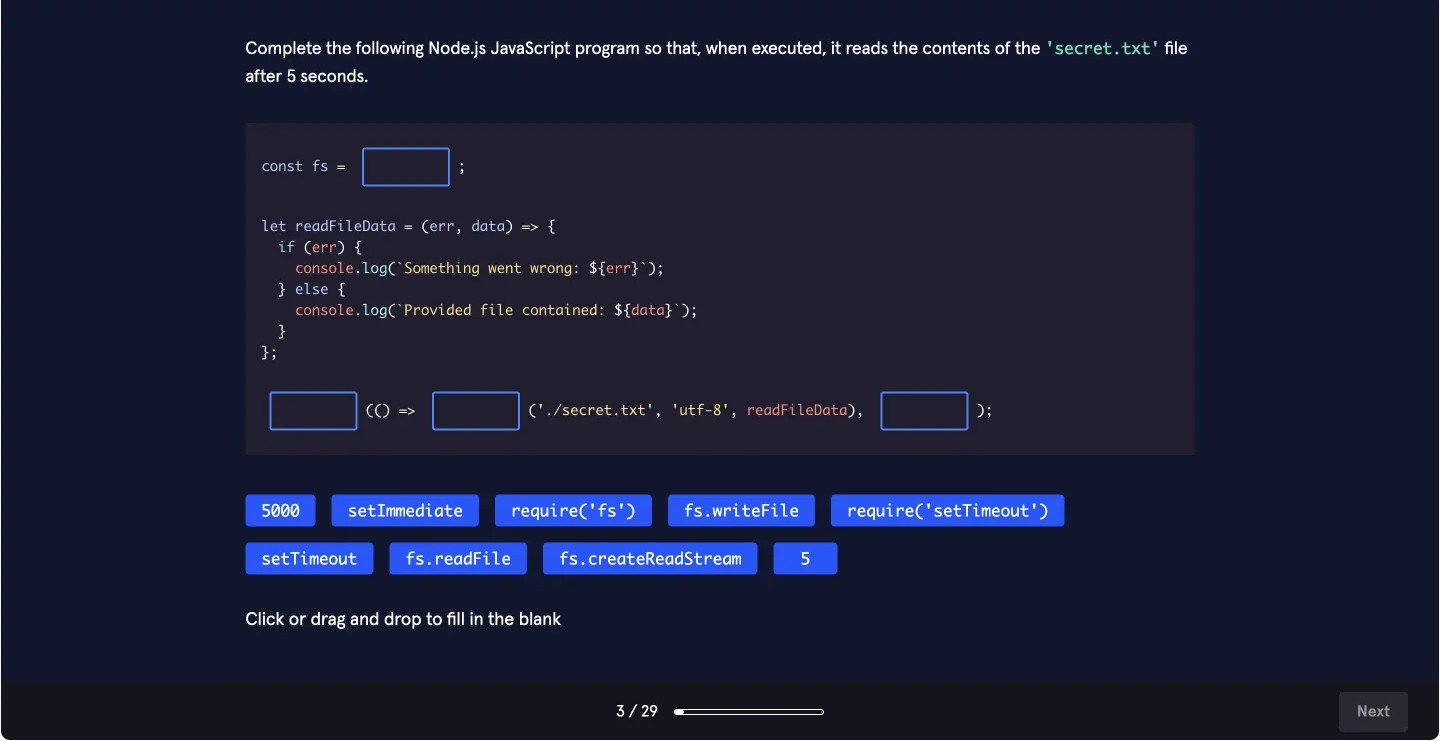 Complete the following Node.js JavaScript program so that, when executed, it reads the contents of the 'secret.txt' file
after 5 seconds.
const fs = ;
let readFileData = (err, data) => {
if (err) {
console.log(`Something went wrong: ${err}`);
} else {
console.log(`Provided file contained: ${data}`);
}
};
(() => ('./secret.txt', 'utf-8', readFileData), );
5000 setImmediate require('fs') fs.writeFile require('setTimeout')
setTimeout fs.readFile fs.createReadStream 5
Click or drag and drop to fill in the blank
3 / 29 Next